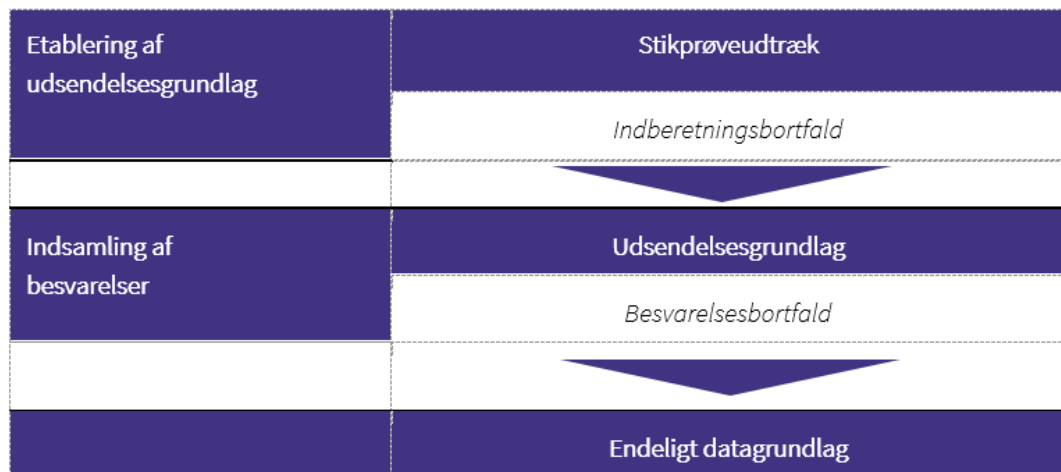 Etablering af
udsendelsesgrundlag
Stikprøveudtræk
Indberetningsbortfald
Indsamling af
besvarelser
Udsendelsesgrundlag
Besvarelsesbortfald
Endeligt datagrundlag